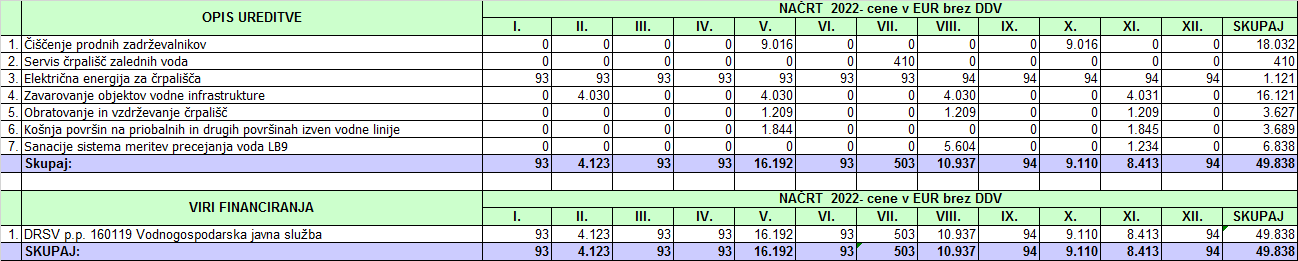 OPIS UREDITVE NAČRT 2022- cene v EUR brez DDV
I. II. III. IV. V. VI. VII. VIII. IX. X. XI. XII. SKUPAJ
1. Čiščenje prodnih zadrževalnikov 0 0 0 0 9.016 0 0 0 0 9.016 0 0 18.032
2. Servis črpališč zalednih voda 0 0 0 0 0 0 410 0 0 0 0 0 410
3. Električna energija za črpališča 93 93 93 93 93 93 93 94 94 94 94 94 1.121
4. Zavarovanje objektov vodne infrastrukture 0 4.030 0 0 4.030 0 0 4.030 0 0 4.031 0 16.121
5. Obratovanje in vzdrževanje črpališč 0 0 0 0 1.209 0 0 1.209 0 0 1.209 0 3.627
6. Košnja površin na priobalnih in drugih površinah izven vodne linije 0 0 0 0 1.844 0 0 0 0 0 1.845 0 3.689
7. Sanacije sistema meritev precejanja voda LB9 0 0 0 0 0 0 0 5.604 0 0 1.234 0 6.838
Skupaj: 93 4.123 93 93 16.192 93 503 10.937 94 9.110 8.413 94 49.838
VIRI FINANCIRANJA NAČRT 2022- cene v EUR brez DDV
I. II. III. IV. V. VI. VII. VIII. IX. X. XI. XII. SKUPAJ
1. DRSV p.p. 160119 Vodnogospodarska javna služba 93 4.123 93 93 16.192 93 503 10.937 94 9.110 8.413 94 49.838
SKUPAJ: 93 4.123 93 93 16.192 93 503 10.937 94 9.110 8.413 94 49.838